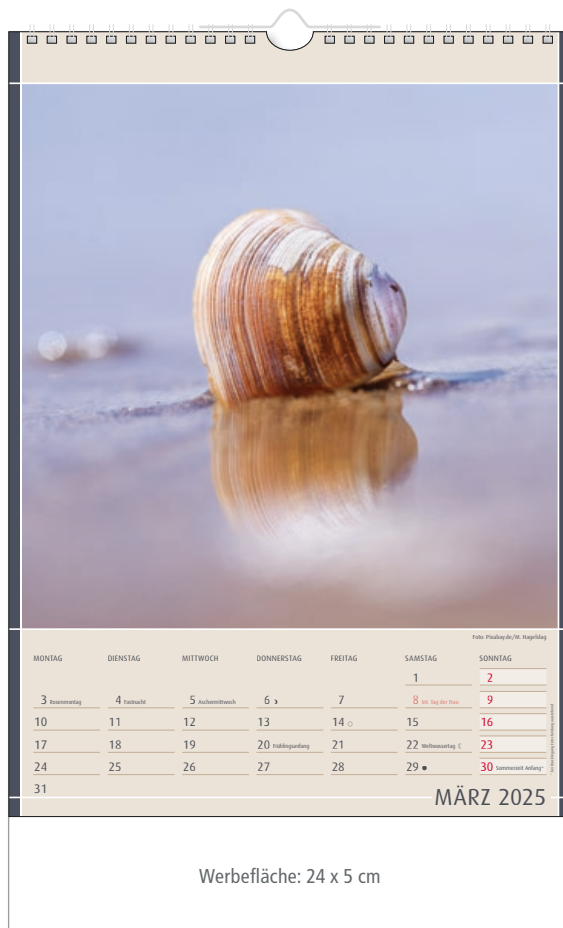 Foto: Pixabay.de/M. Hagelslag
MONTAG DIENSTAG MITTWOCH DONNERSTAG FREITAG SAMSTAG SONNTAG
1 2
3 Rosenmontag 4 Fastnacht 5 Aschermittwoch 6 7 8 Int. Tag der Frau 9
10 11 12 13 14 15 16
17 18 19 20 Frühlingsanfang 21 22 Weltwassertag 23
24 25 26 27 28 29 30 Sommerzeit Anfang*
31
MÄRZ 2025
Werbefläche: 24 x 5 cm